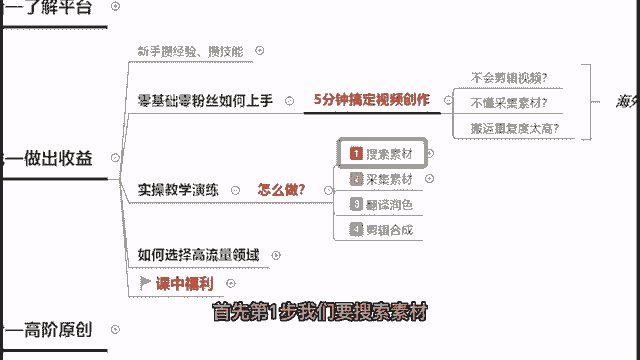 一了解平台
新手攒经验、攒技能
零基础零粉丝如何上手
5分钟搞定视频创作
不会剪辑视频?
不懂采集素材?
搬运重复度太高?
海外
一做出收益
实操教学演练
怎么做?
1 搜索素材
2 采集素材
3 翻译润色
4 剪辑合成
如何选择高流量领域
课中福利
首先第1步我们要搜索素材
一高阶原创